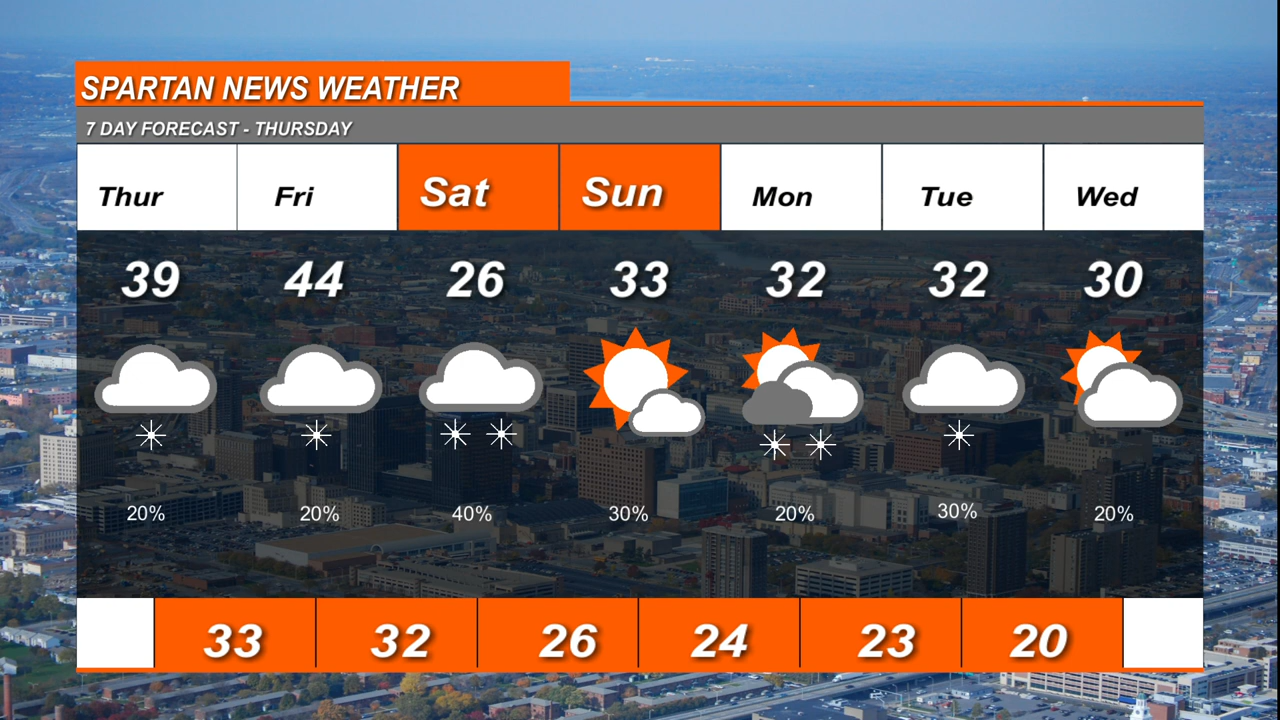 SPARTAN NEWS WEATHER
7 DAY FORECAST - THURSDAY
Thur Fri Sat Sun Mon Tue Wed
39 44 26 33 32 32 30
20% 20% 40% 30% 20% 30% 20%
33 32 26 24 23 20